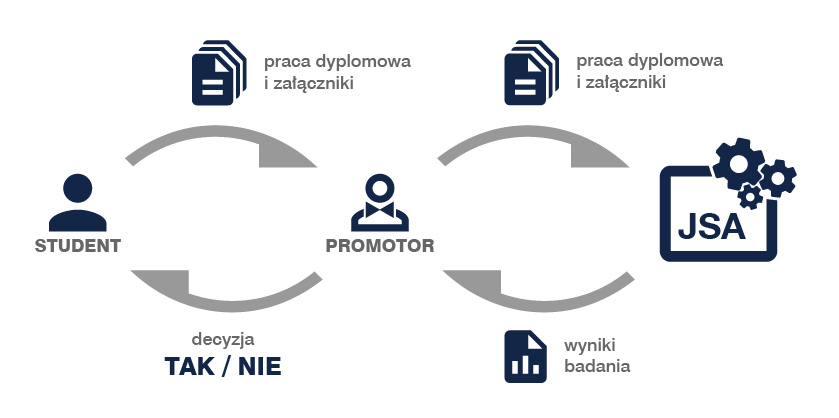 praca dyplomowa
i załączniki
praca dyplomowa
i załączniki
STUDENT
PROMOTOR
JSA
decyzja
TAK / NIE
wyniki
badania